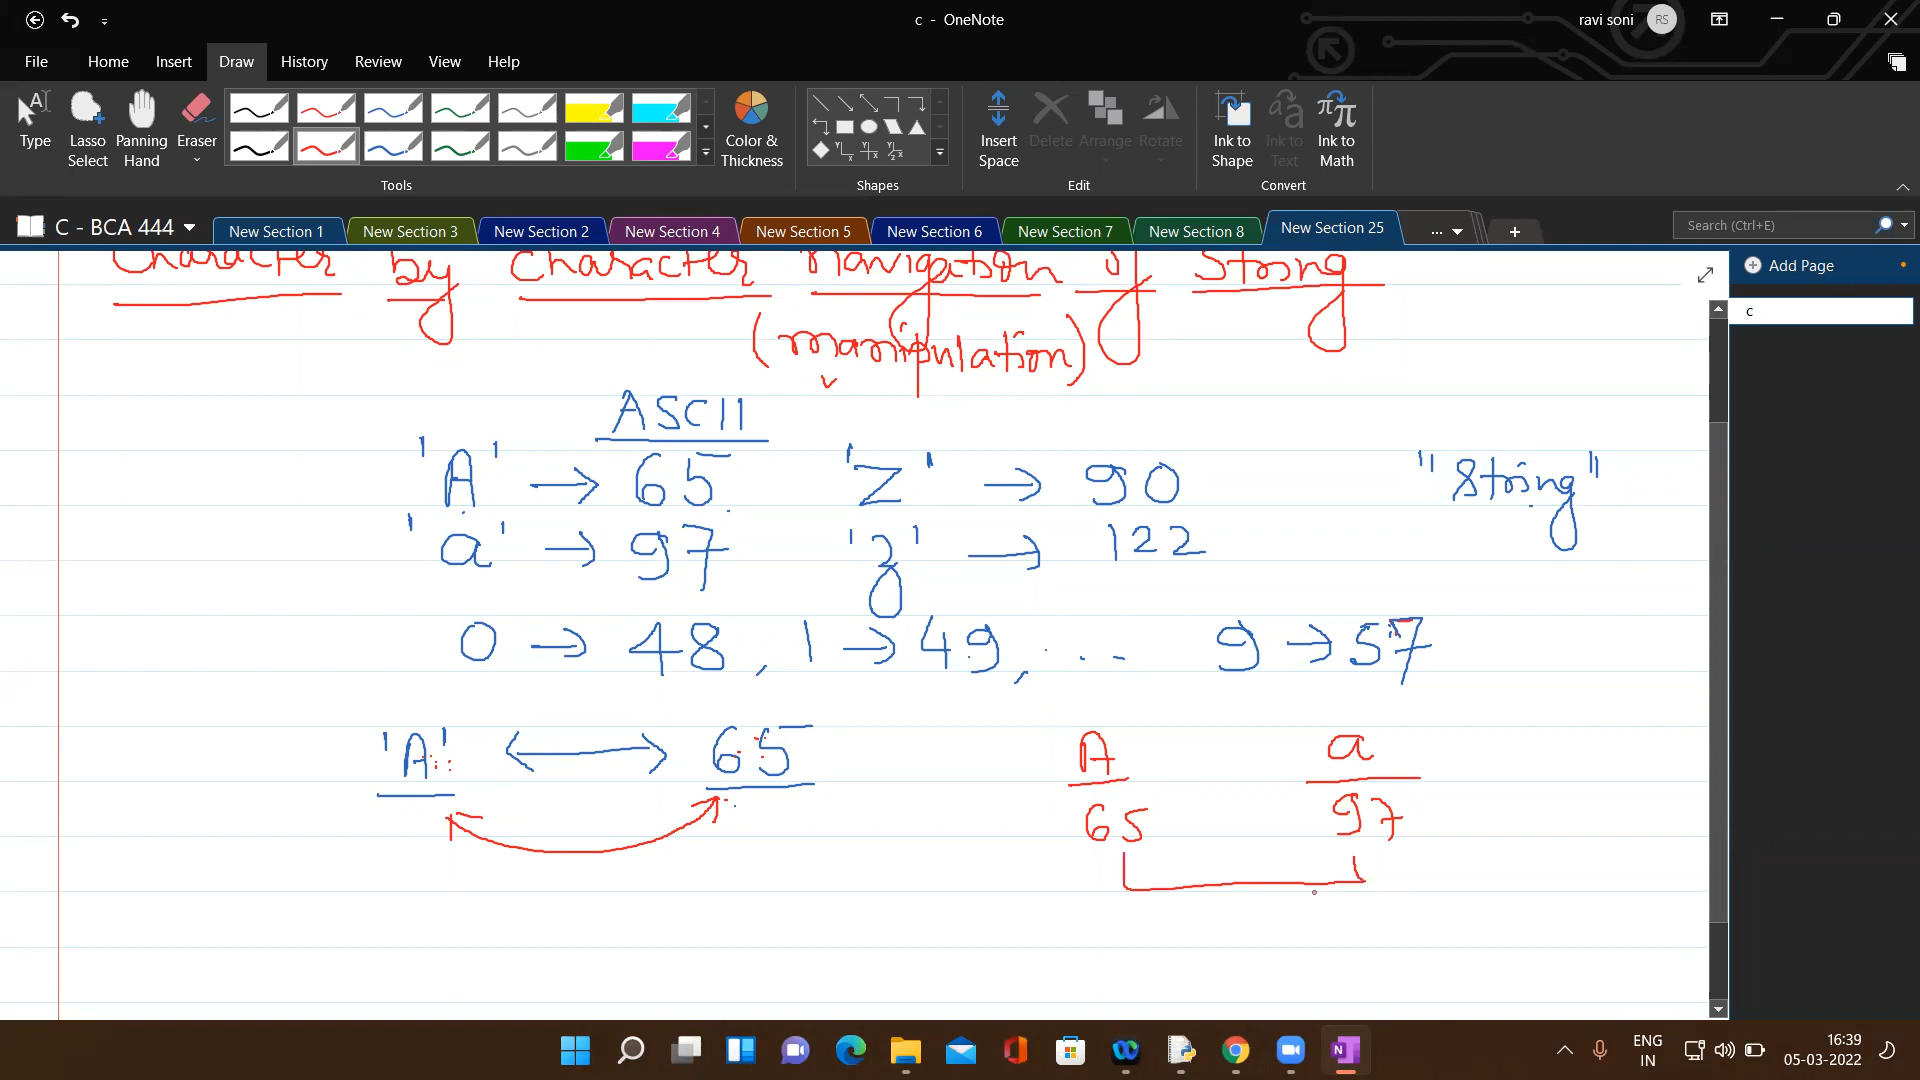 c - OneNote
ravi soni RS
File Home Insert Draw History Review View Help
Type Lasso Select Panning Hand Eraser Color & Thickness Insert Space Delete Arrange Rotate Ink to Shape Ink to Text Ink to Math
Tools Shapes Edit Convert
C - BCA 444 New Section 1 New Section 3 New Section 2 New Section 4 New Section 5 New Section 6 New Section 7 New Section 8 New Section 25 ... Search (Ctrl+E)
Add Page
c
Character by Character Navigation of String
(manipulation)
ASCII
'A' → 65 'Z' → 90 "String"
'a' → 97 'z' → 122
0 → 48, 1 → 49, ... 9 → 57
'A' ↔ 65 A a
65 97
ENG IN 16:39
05-03-2022